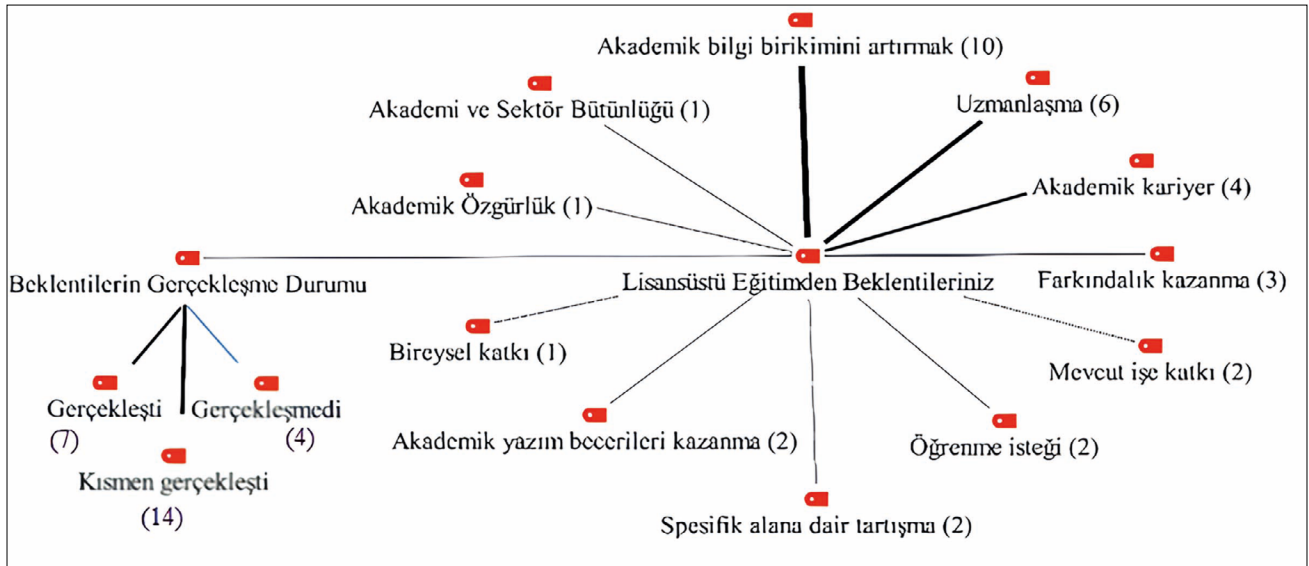 Akademik bilgi birikimini artırmak (10)
Akademi ve Sektör Bütünlüğü (1)
Uzmanlaşma (6)
Akademik Özgürlük (1)
Akademik kariyer (4)
Beklentilerin Gerçekleşme Durumu
Lisansüstü Eğitimden Beklentileriniz
Farkındalık kazanma (3)
Bireysel katkı (1)
Mevcut işe katkı (2)
Gerçekleşti
(7)
Gerçekleşmedi
(4)
Akademik yazım becerileri kazanma (2)
Öğrenme isteği (2)
Kısmen gerçekleşti
(14)
Spesifik alana dair tartışma (2)